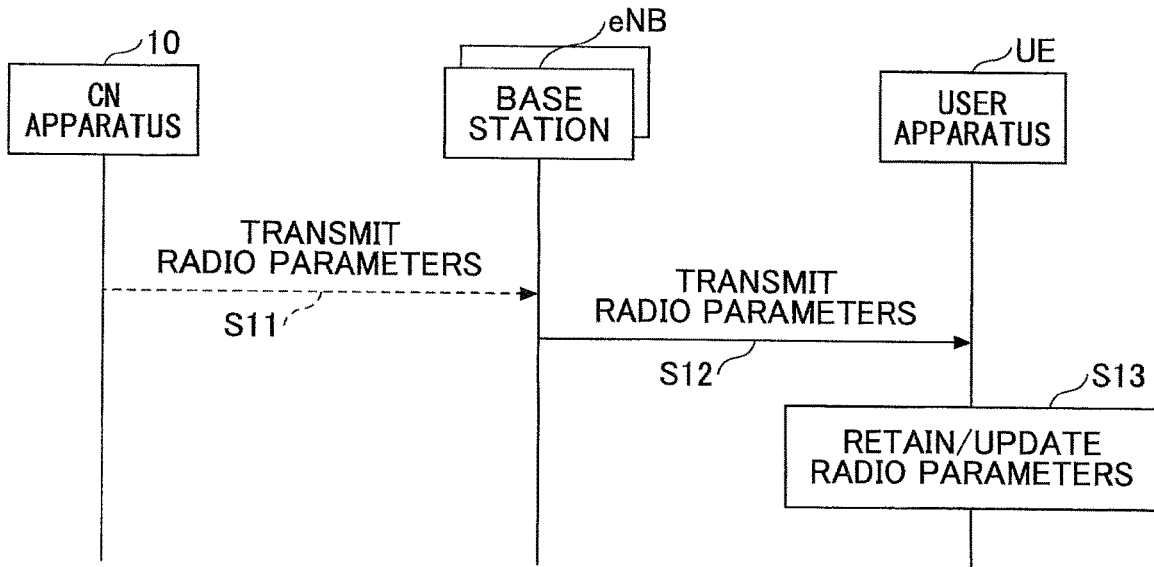 10
eNB
UE
CN
APPARATUS
BASE
STATION
USER
APPARATUS
TRANSMIT
RADIO PARAMETERS
S11
TRANSMIT
RADIO PARAMETERS
S12
S13
RETAIN/UPDATE
RADIO PARAMETERS